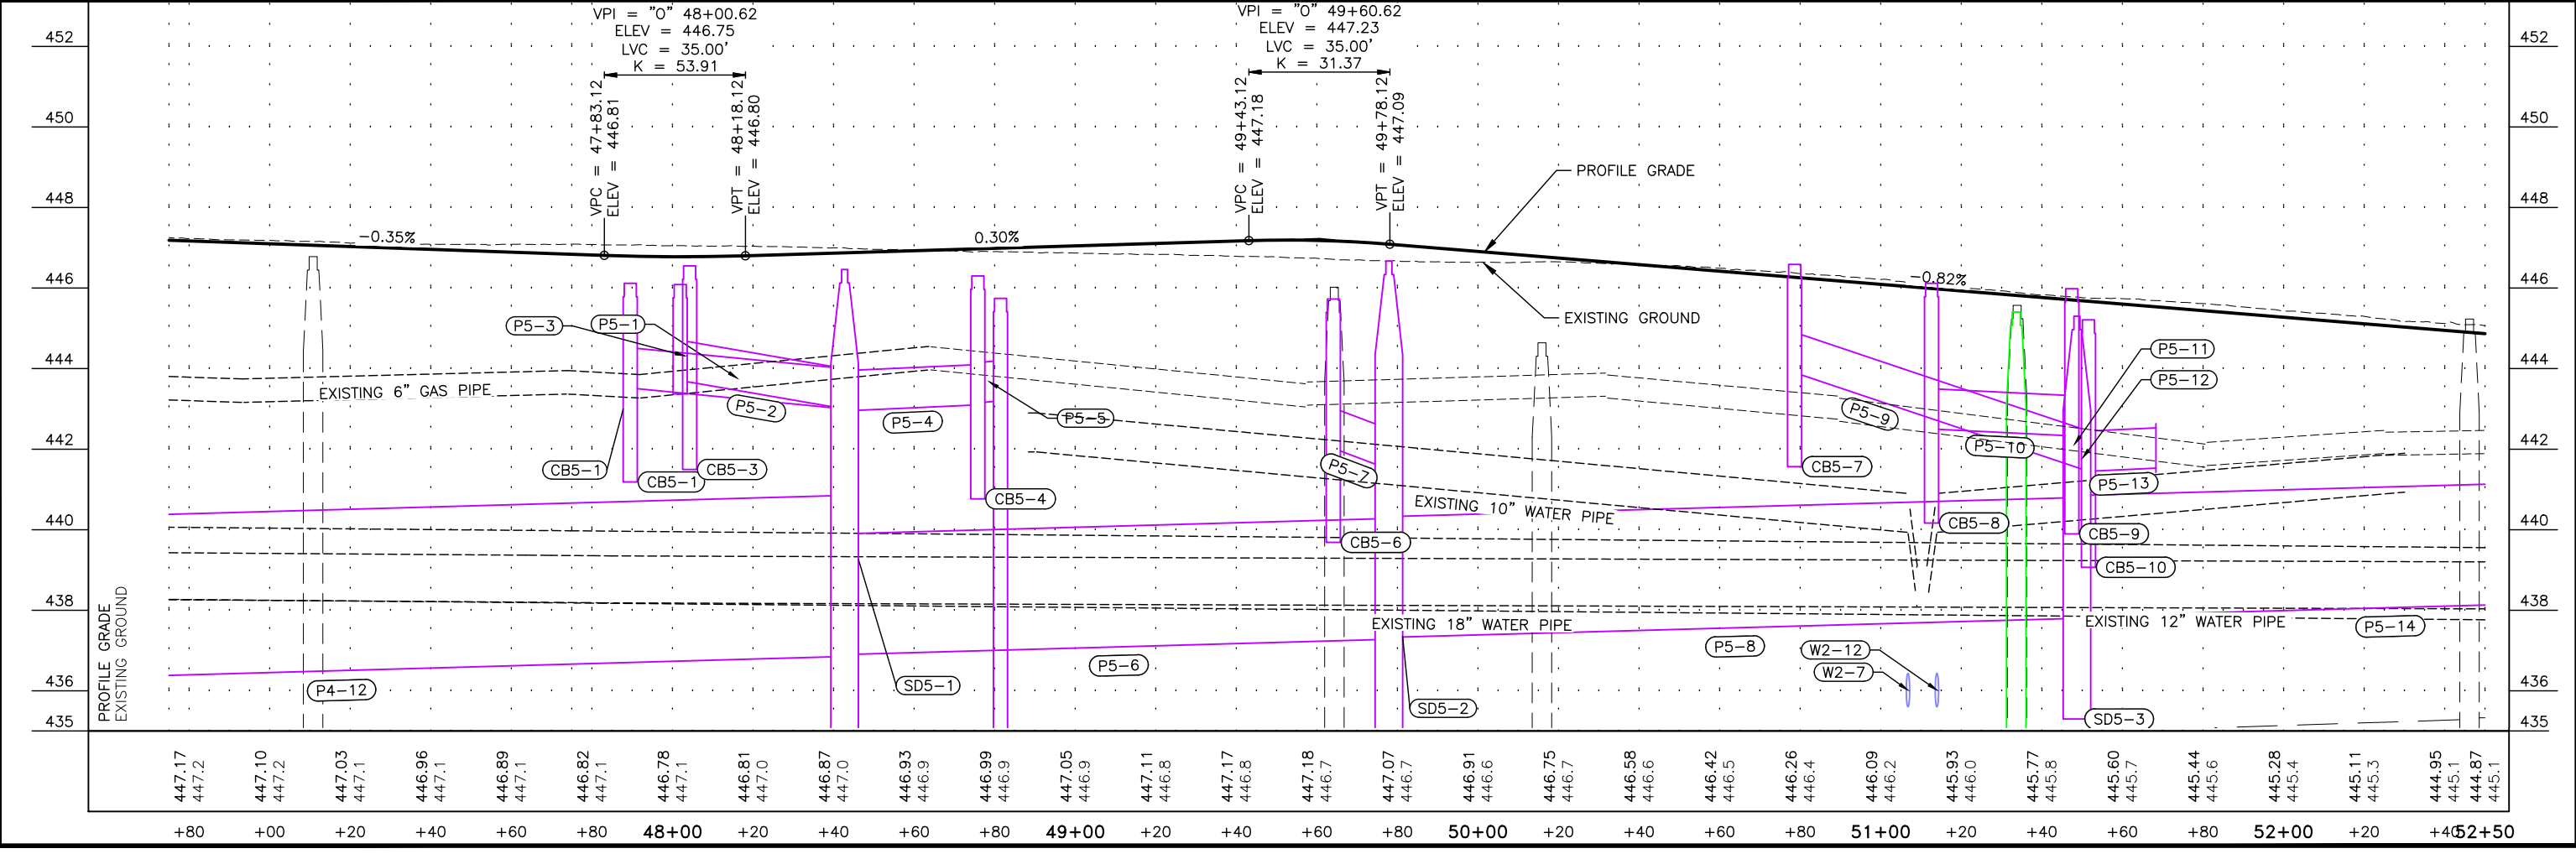 VPI = "O" 48+00.62
ELEV = 446.75
LVC = 35.00'
K = 53.91
VPI = "O" 49+60.62
ELEV = 447.23
LVC = 35.00'
K = 31.37
VPC = 47+83.12
ELEV = 446.81
VPT = 48+18.12
ELEV = 446.80
VPC = 49+43.12
ELEV = 447.18
VPT = 49+78.12
ELEV = 447.09
452 452
450 450
448 448
446 446
444 444
442 442
440 440
438 438
436 436
435 435
PROFILE GRADE
-0.35%
0.30%
-0.82%
EXISTING GROUND
P5-3
P5-1
P5-11
P5-12
EXISTING 6" GAS PIPE
P5-2
P5-4
P5-5
P5-9
P5-10
CB5-1
CB5-1
CB5-3
CB5-4
P5-7
CB5-7
P5-13
EXISTING 10" WATER PIPE
CB5-6
CB5-8
CB5-9
CB5-10
EXISTING 18" WATER PIPE
EXISTING 12" WATER PIPE
P5-14
P5-6
P5-8
W2-12
W2-7
P4-12
SD5-1
SD5-2
SD5-3
PROFILE GRADE
EXISTING GROUND
447.17 447.10 447.03 446.96 446.89 446.82 446.78 446.81 446.87 446.93 446.99 447.05 447.11 447.17 447.18 447.07 446.91 446.75 446.58 446.42 446.26 446.09 445.93 445.77 445.60 445.44 445.28 445.11 444.95 444.87
447.2 447.2 447.1 447.1 447.1 447.1 447.1 447.0 447.0 446.9 446.9 446.9 446.8 446.8 446.7 446.7 446.6 446.7 446.6 446.5 446.4 446.2 446.0 445.8 445.7 445.6 445.4 445.3 445.1 445.1
+80 +00 +20 +40 +60 +80 48+00 +20 +40 +60 +80 49+00 +20 +40 +60 +80 50+00 +20 +40 +60 +80 51+00 +20 +40 +60 +80 52+00 +20 +40 52+50